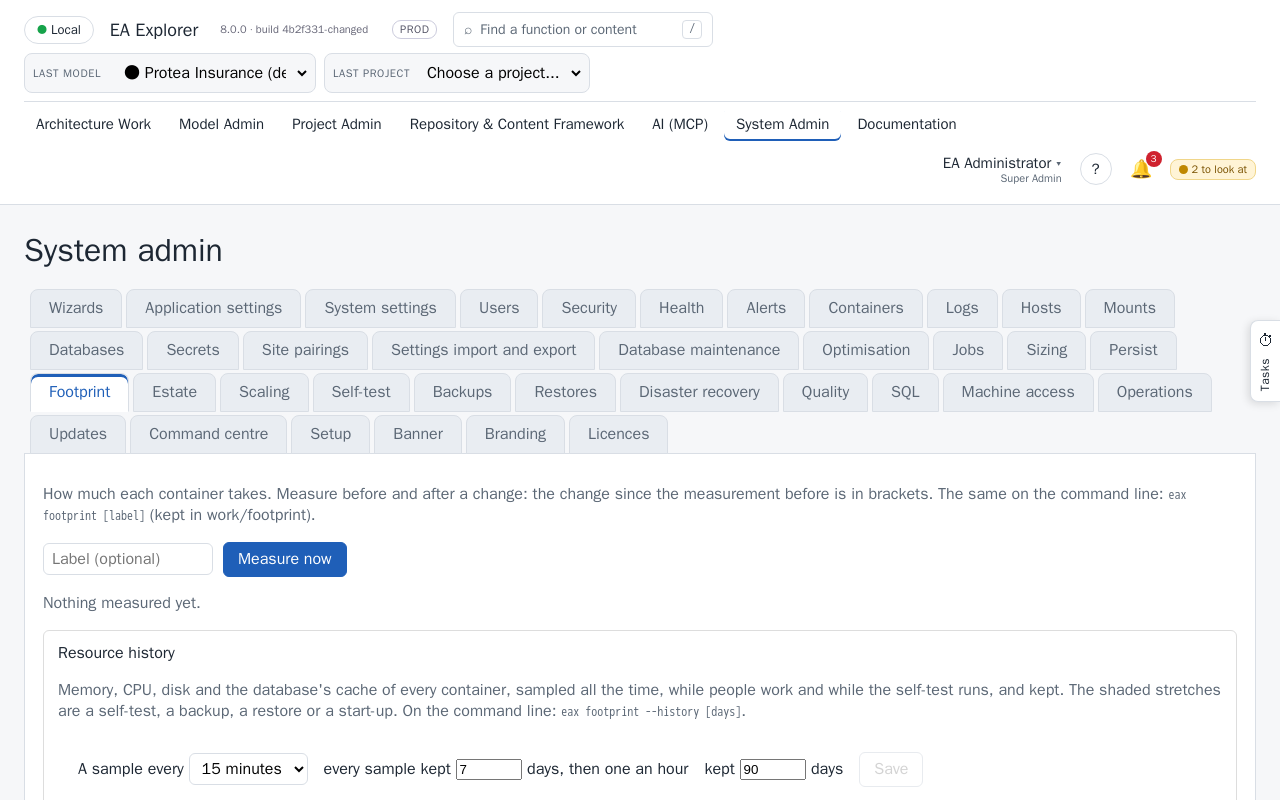 Local
EA Explorer
8.0.0 · build 4b2f331-changed
PROD
Find a function or content
/
LAST MODEL
Protea Insurance (de
LAST PROJECT
Choose a project...
Architecture Work
Model Admin
Project Admin
Repository & Content Framework
AI (MCP)
System Admin
Documentation
EA Administrator
Super Admin
?
3
2 to look at
System admin
Wizards
Application settings
System settings
Users
Security
Health
Alerts
Containers
Logs
Hosts
Mounts
Databases
Secrets
Site pairings
Settings import and export
Database maintenance
Optimisation
Jobs
Sizing
Persist
Footprint
Estate
Scaling
Self-test
Backups
Restores
Disaster recovery
Quality
SQL
Machine access
Operations
Updates
Command centre
Setup
Banner
Branding
Licences
Tasks
How much each container takes. Measure before and after a change: the change since the measurement before is in brackets. The same on the command line: eax
footprint [label] (kept in work/footprint).
Label (optional)
Measure now
Nothing measured yet.
Resource history
Memory, CPU, disk and the database's cache of every container, sampled all the time, while people work and while the self-test runs, and kept. The shaded stretches
are a self-test, a backup, a restore or a start-up. On the command line: eax footprint --history [days].
A sample every 15 minutes every sample kept 7 days, then one an hour kept 90 days Save